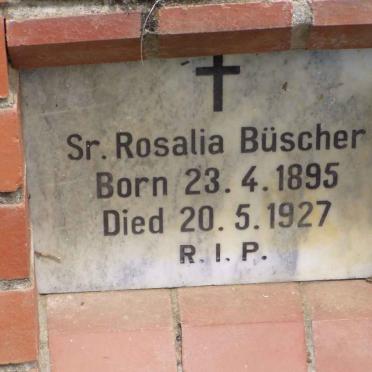 Sr. Rosalia Büscher
Born 23. 4. 1895
Died 20. 5. 1927
R. I. P.